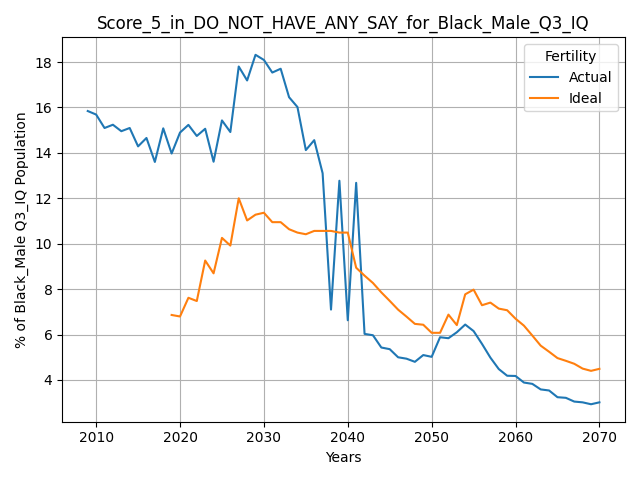 Score_5_in_DO_NOT_HAVE_ANY_SAY_for_Black_Male_Q3_IQ
Fertility
Actual
Ideal
% of Black_Male Q3_IQ Population
18
16
14
12
10
8
6
4
2010 2020 2030 2040 2050 2060 2070
Years